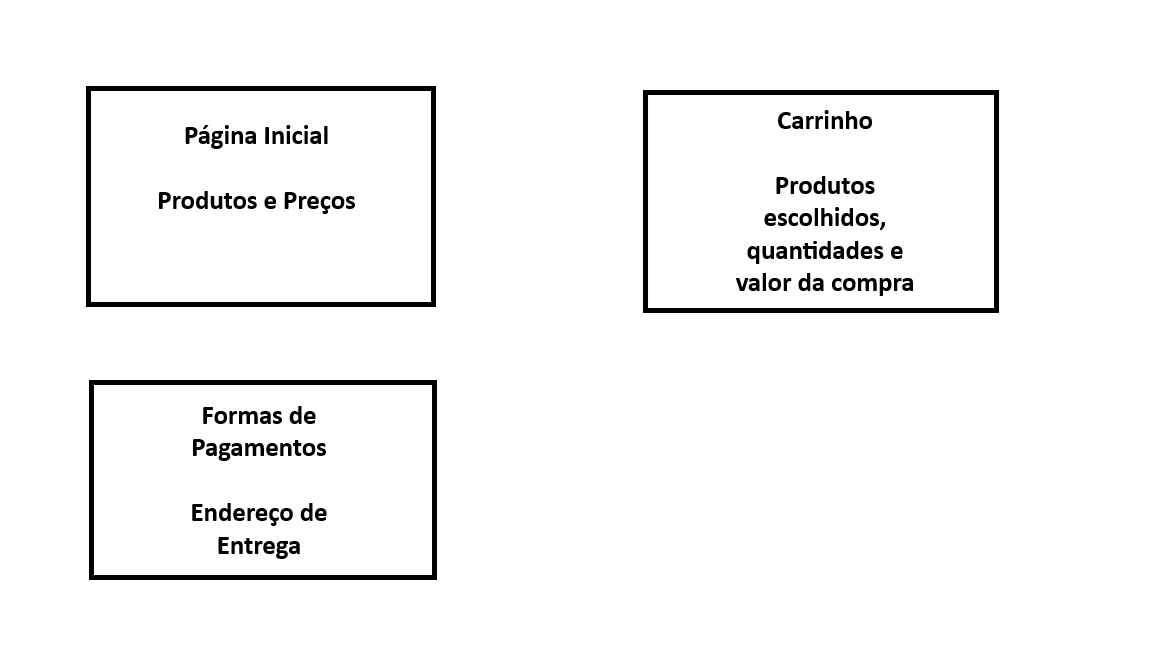 Página Inicial
Produtos e Preços
Carrinho
Produtos
escolhidos,
quantidades e
valor da compra
Formas de
Pagamentos
Endereço de
Entrega